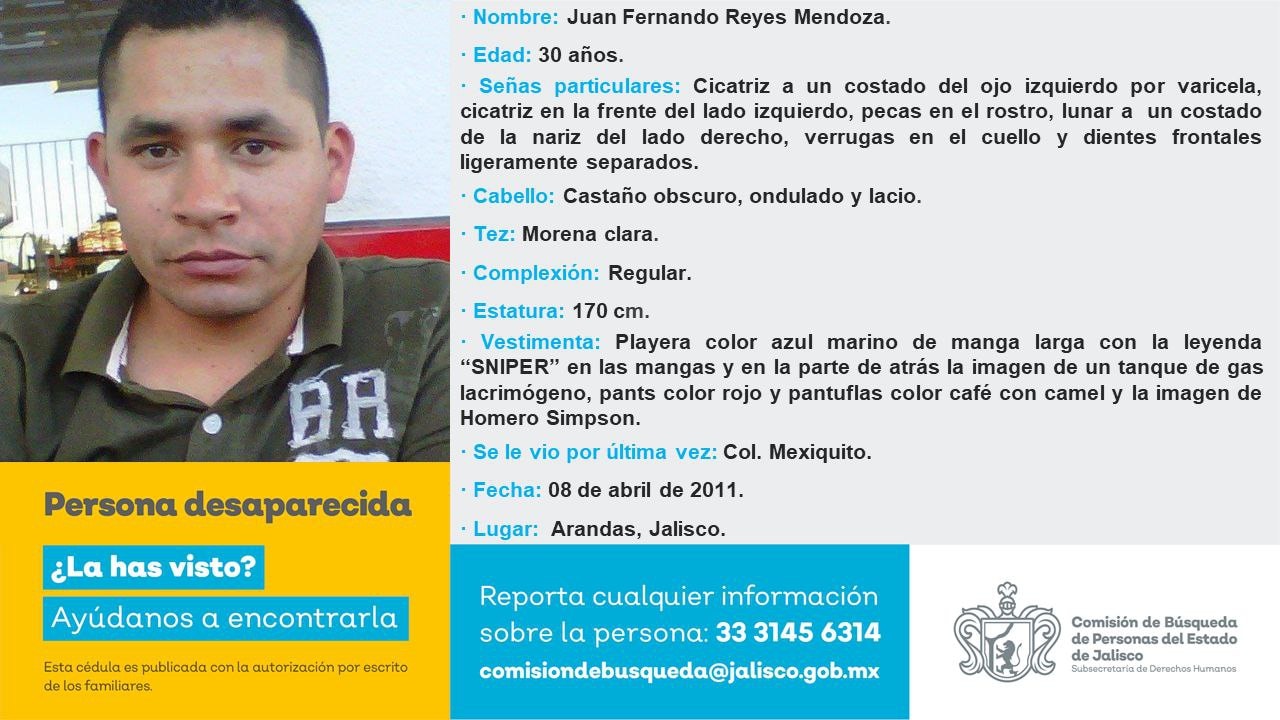 · Nombre: Juan Fernando Reyes Mendoza.
· Edad: 30 años.
· Señas particulares: Cicatriz a un costado del ojo izquierdo por varicela,
cicatriz en la frente del lado izquierdo, pecas en el rostro, lunar a un costado
de la nariz del lado derecho, verrugas en el cuello y dientes frontales
ligeramente separados.
· Cabello: Castaño obscuro, ondulado y lacio.
· Tez: Morena clara.
· Complexión: Regular.
· Estatura: 170 cm.
· Vestimenta: Playera color azul marino de manga larga con la leyenda
“SNIPER” en las mangas y en la parte de atrás la imagen de un tanque de gas
lacrimógeno, pants color rojo y pantuflas color café con camel y la imagen de
Homero Simpson.
· Se le vio por última vez: Col. Mexiquito.
· Fecha: 08 de abril de 2011.
· Lugar: Arandas, Jalisco.
BR
Persona desaparecida
¿La has visto?
Ayúdanos a encontrarla
Esta cédula es publicada con la autorización por escrito
de los familiares.
Reporta cualquier información
sobre la persona: 33 3145 6314
comisiondebusqueda@jalisco.gob.mx
Comisión de Búsqueda
de Personas del Estado
de Jalisco
Subsecretaría de Derechos Humanos